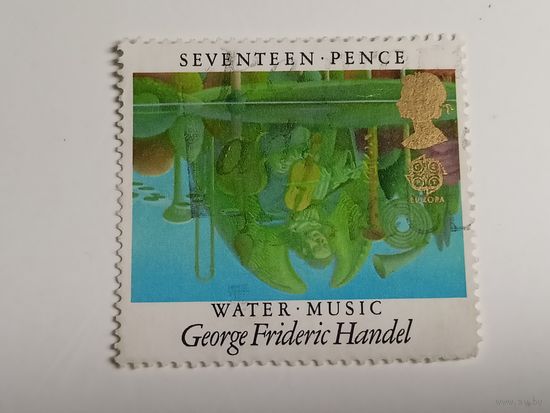 SEVENTEEN · PENCE
EUROPA
WATER · MUSIC
George Frideric Handel